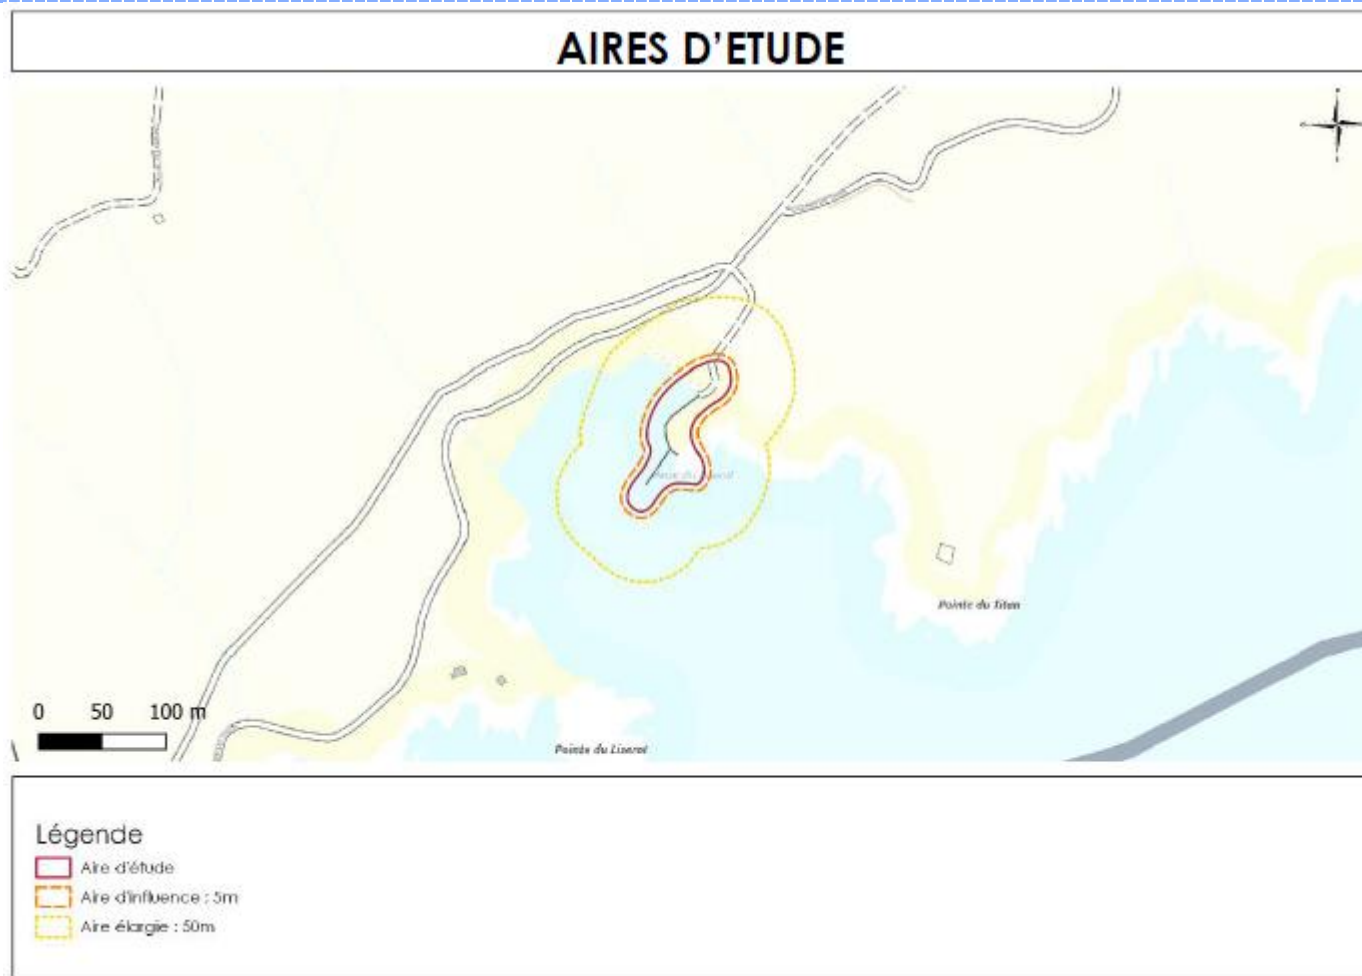 AIRES D'ETUDE
Pointe du Titan
0 50 100 m
Pointe du Liserot
Légende
Aire d'étude
Aire d'influence : 5m
Aire élargie : 50m